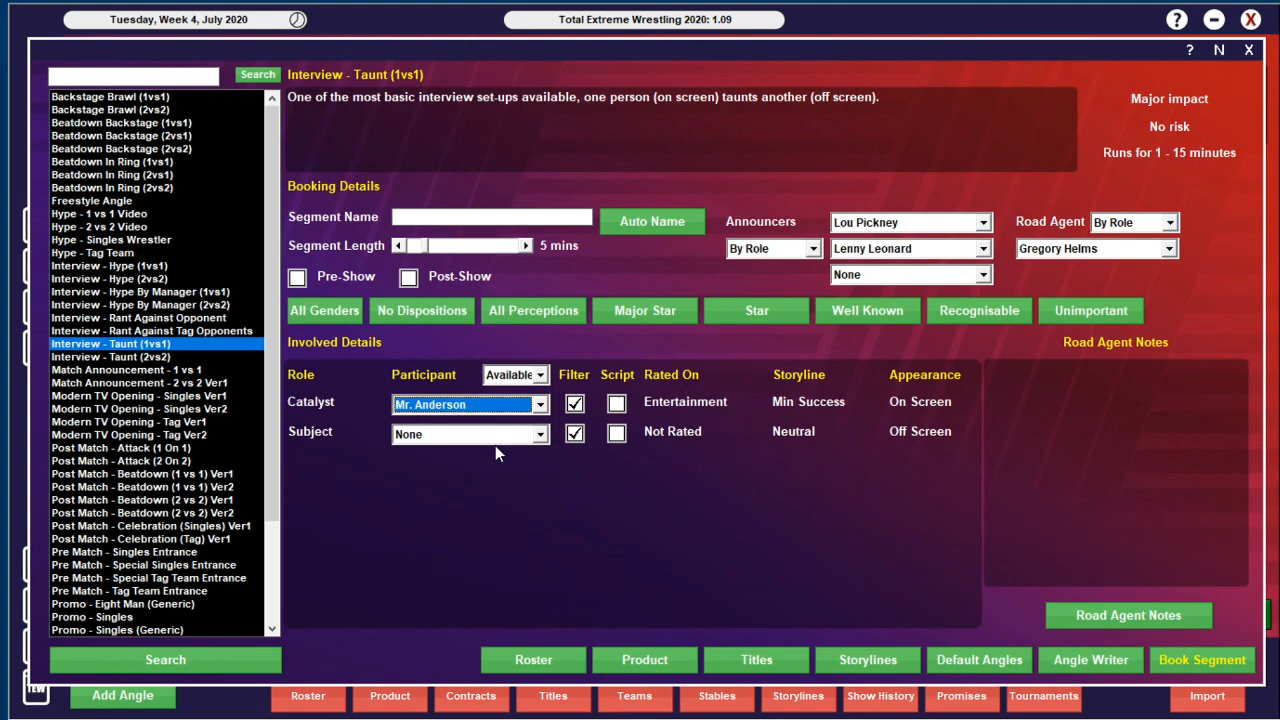 Tuesday, Week 4, July 2020
Total Extreme Wrestling 2020: 1.09
? – X
? N X
Search
Interview - Taunt (1vs1)
One of the most basic interview set-ups available, one person (on screen) taunts another (off screen).
Major impact
No risk
Runs for 1 - 15 minutes
Backstage Brawl (1vs1)
Backstage Brawl (2vs2)
Beatdown Backstage (1vs1)
Beatdown Backstage (2vs1)
Beatdown Backstage (2vs2)
Beatdown In Ring (1vs1)
Beatdown In Ring (2vs1)
Beatdown In Ring (2vs2)
Freestyle Angle
Hype - 1 vs 1 Video
Hype - 2 vs 2 Video
Hype - Singles Wrestler
Hype - Tag Team
Interview - Hype (1vs1)
Interview - Hype (2vs2)
Interview - Hype By Manager (1vs1)
Interview - Hype By Manager (2vs2)
Interview - Rant Against Opponent
Interview - Rant Against Tag Opponents
Interview - Taunt (1vs1)
Interview - Taunt (2vs2)
Match Announcement - 1 vs 1
Match Announcement - 2 vs 2 Ver1
Modern TV Opening - Singles Ver1
Modern TV Opening - Singles Ver2
Modern TV Opening - Tag Ver1
Modern TV Opening - Tag Ver2
Post Match - Attack (1 On 1)
Post Match - Attack (2 On 2)
Post Match - Beatdown (1 vs 1) Ver1
Post Match - Beatdown (1 vs 1) Ver2
Post Match - Beatdown (2 vs 2) Ver1
Post Match - Beatdown (2 vs 2) Ver2
Post Match - Celebration (Singles) Ver1
Post Match - Celebration (Tag) Ver1
Pre Match - Singles Entrance
Pre Match - Special Singles Entrance
Pre Match - Special Tag Team Entrance
Pre Match - Tag Team Entrance
Promo - Eight Man (Generic)
Promo - Singles
Promo - Singles (Generic)
Booking Details
Segment Name
Auto Name
Announcers
Lou Pickney
Road Agent
By Role
Segment Length
5 mins
By Role
Lenny Leonard
Gregory Helms
Pre-Show
Post-Show
None
All Genders
No Dispositions
All Perceptions
Major Star
Star
Well Known
Recognisable
Unimportant
Involved Details
Road Agent Notes
Role
Participant
Available
Filter
Script
Rated On
Storyline
Appearance
Catalyst
Mr. Anderson
Entertainment
Min Success
On Screen
Subject
None
Not Rated
Neutral
Off Screen
Road Agent Notes
Search
Roster
Product
Titles
Storylines
Default Angles
Angle Writer
Book Segment
TEW
Add Angle
Roster
Product
Contracts
Titles
Teams
Stables
Storylines
Show History
Promises
Tournaments
Import